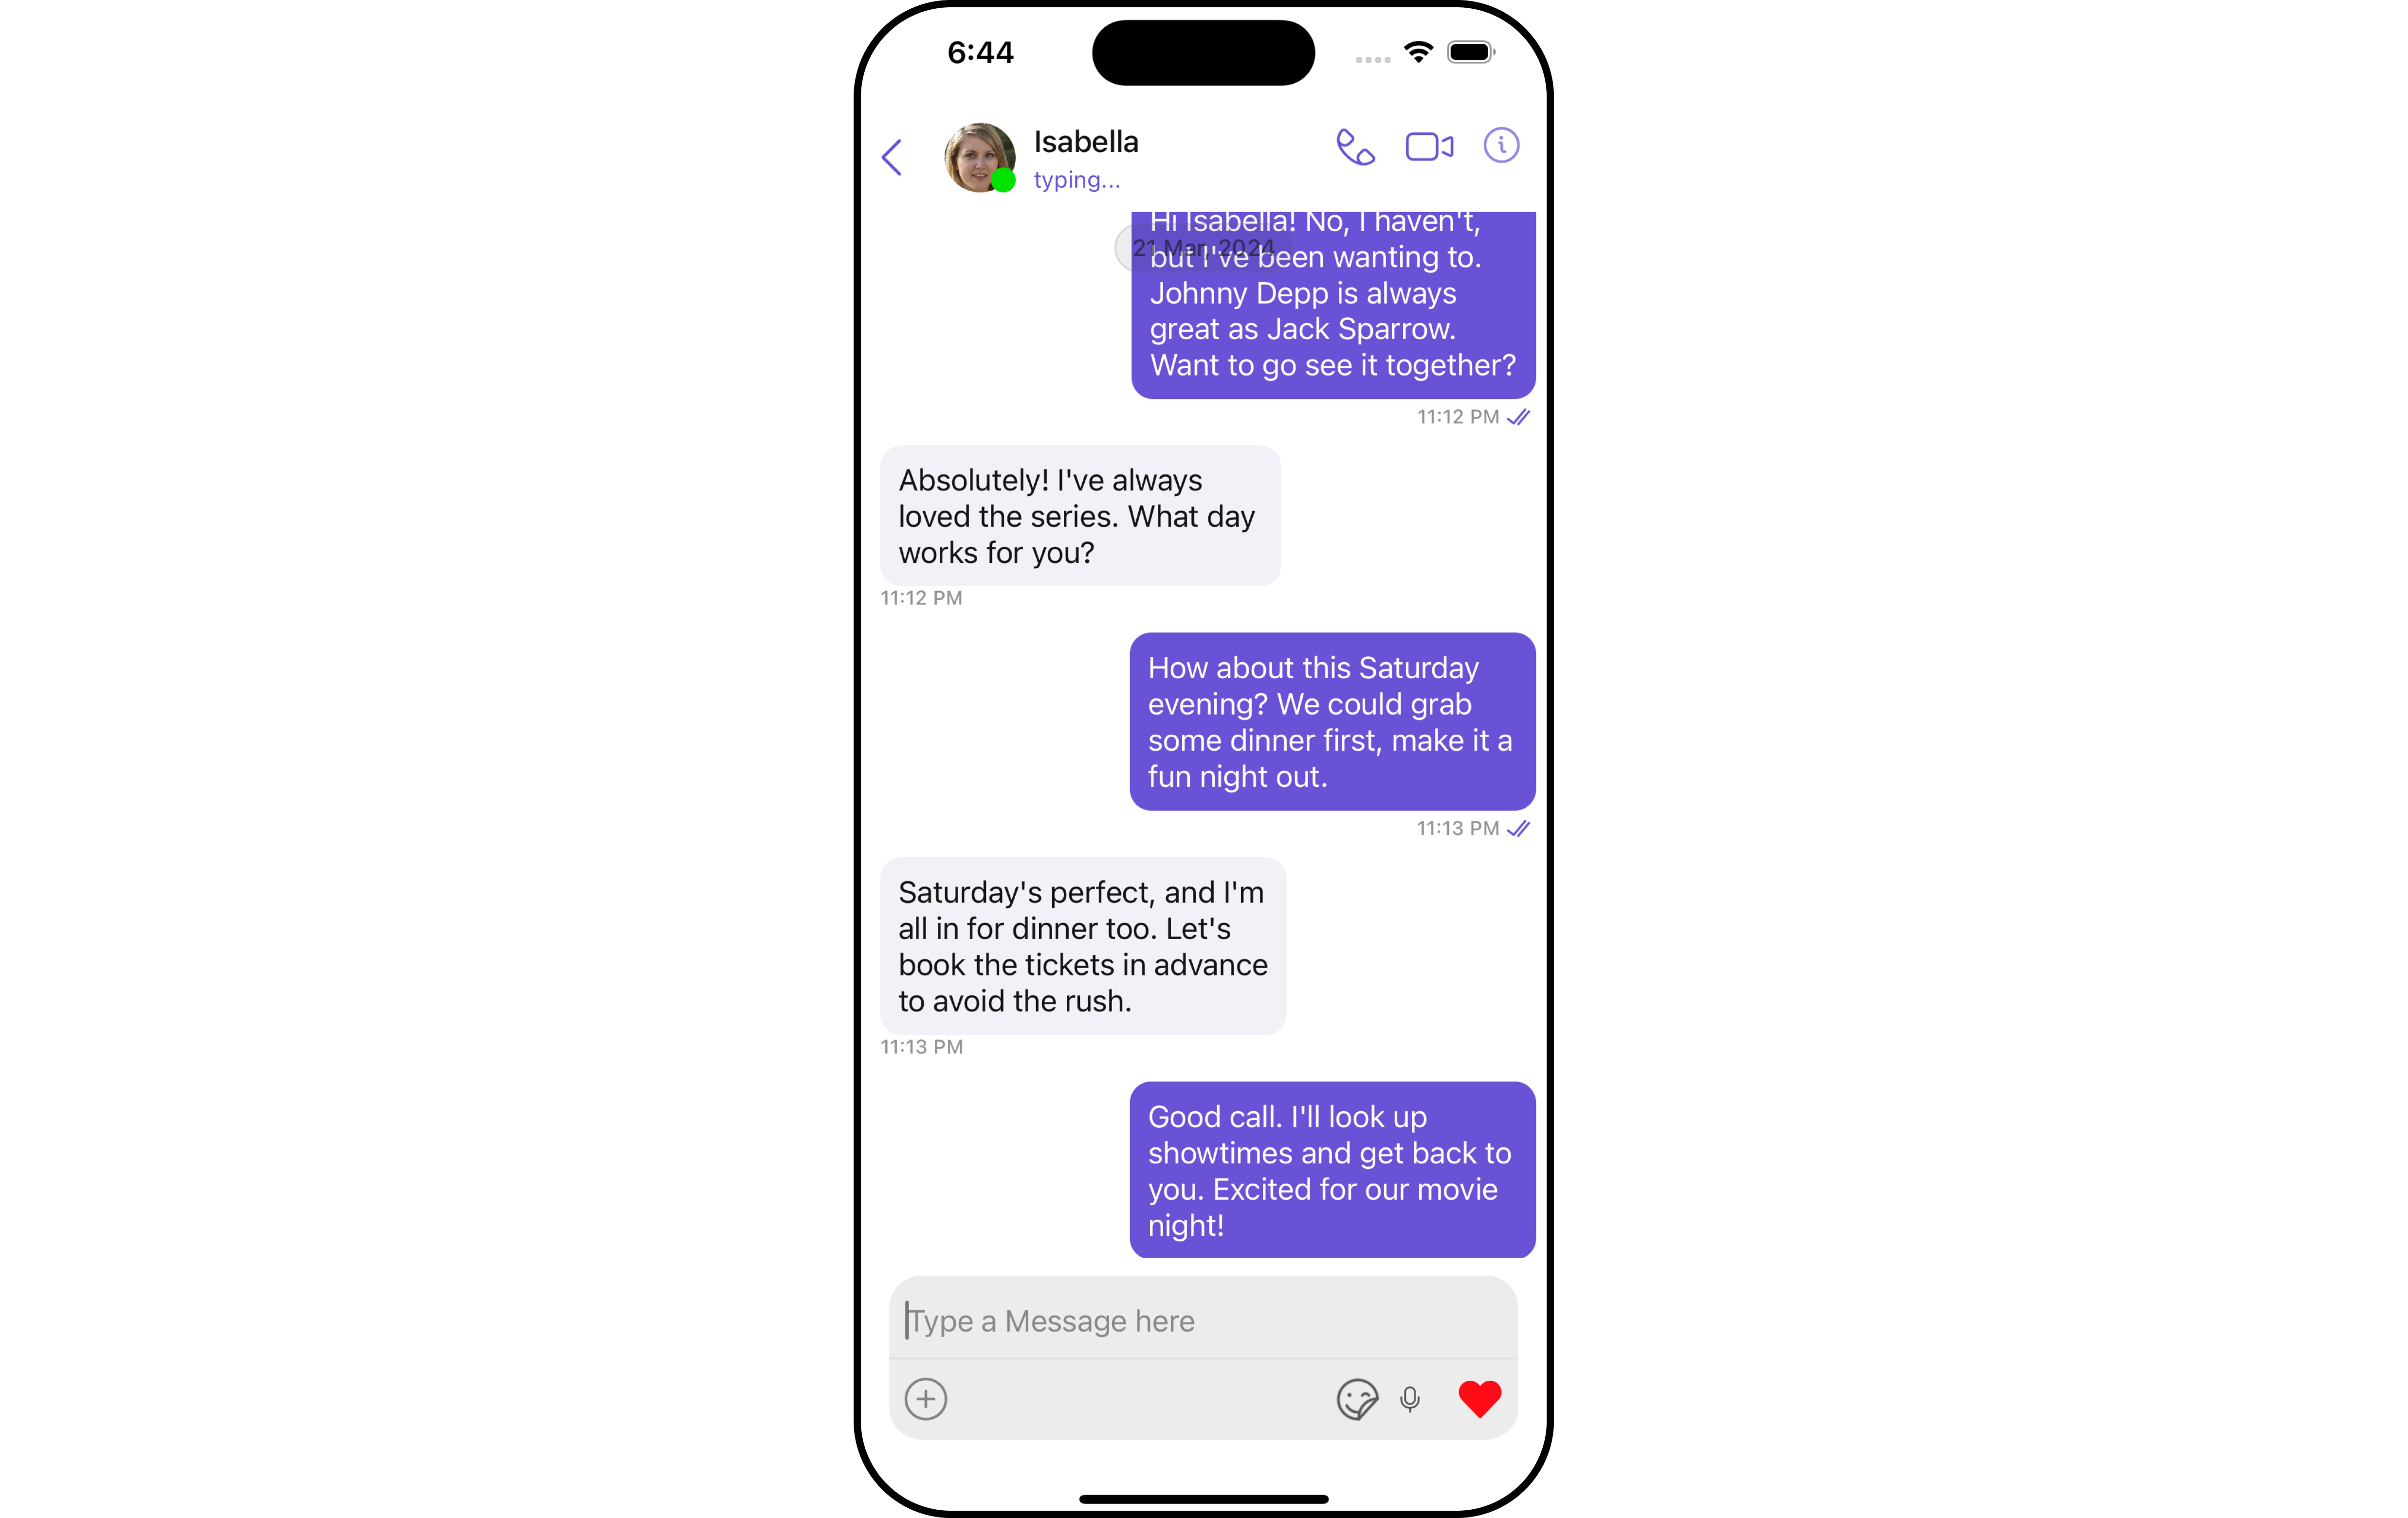 6:44
Isabella
typing...
21 Mar, 2024
Hi Isabella! No, I haven't,
but I've been wanting to.
Johnny Depp is always
great as Jack Sparrow.
Want to go see it together?
11:12 PM
Absolutely! I've always
loved the series. What day
works for you?
11:12 PM
How about this Saturday
evening? We could grab
some dinner first, make it a
fun night out.
11:13 PM
Saturday's perfect, and I'm
all in for dinner too. Let's
book the tickets in advance
to avoid the rush.
11:13 PM
Good call. I'll look up
showtimes and get back to
you. Excited for our movie
night!
Type a Message here